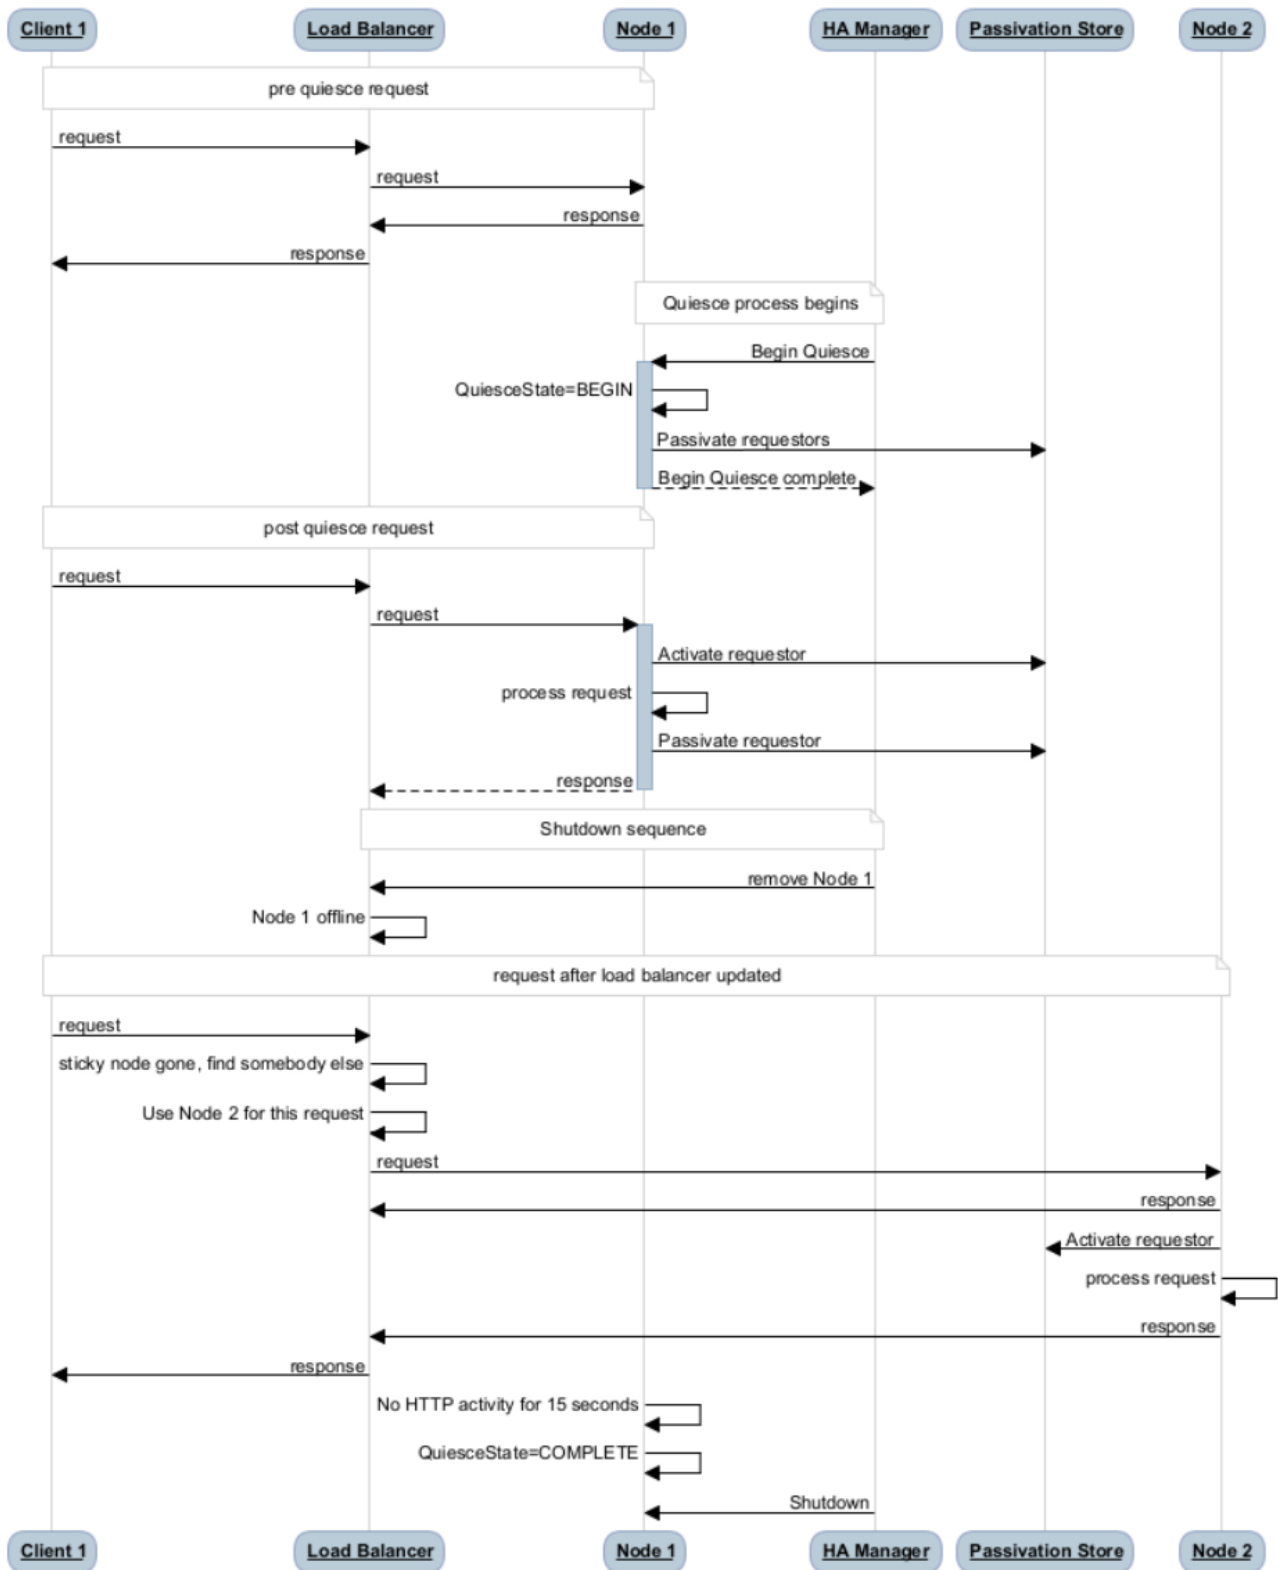 Client 1
Load Balancer
Node 1
HA Manager
Passivation Store
Node 2
pre quiesce request
request
request
response
response
Quiesce process begins
Begin Quiesce
QuiesceState=BEGIN
Passivate requestors
Begin Quiesce complete
post quiesce request
request
request
Activate requestor
process request
Passivate requestor
response
Shutdown sequence
remove Node 1
Node 1 offline
request after load balancer updated
request
sticky node gone, find somebody else
Use Node 2 for this request
request
response
Activate requestor
process request
response
response
No HTTP activity for 15 seconds
QuiesceState=COMPLETE
Shutdown
Client 1
Load Balancer
Node 1
HA Manager
Passivation Store
Node 2